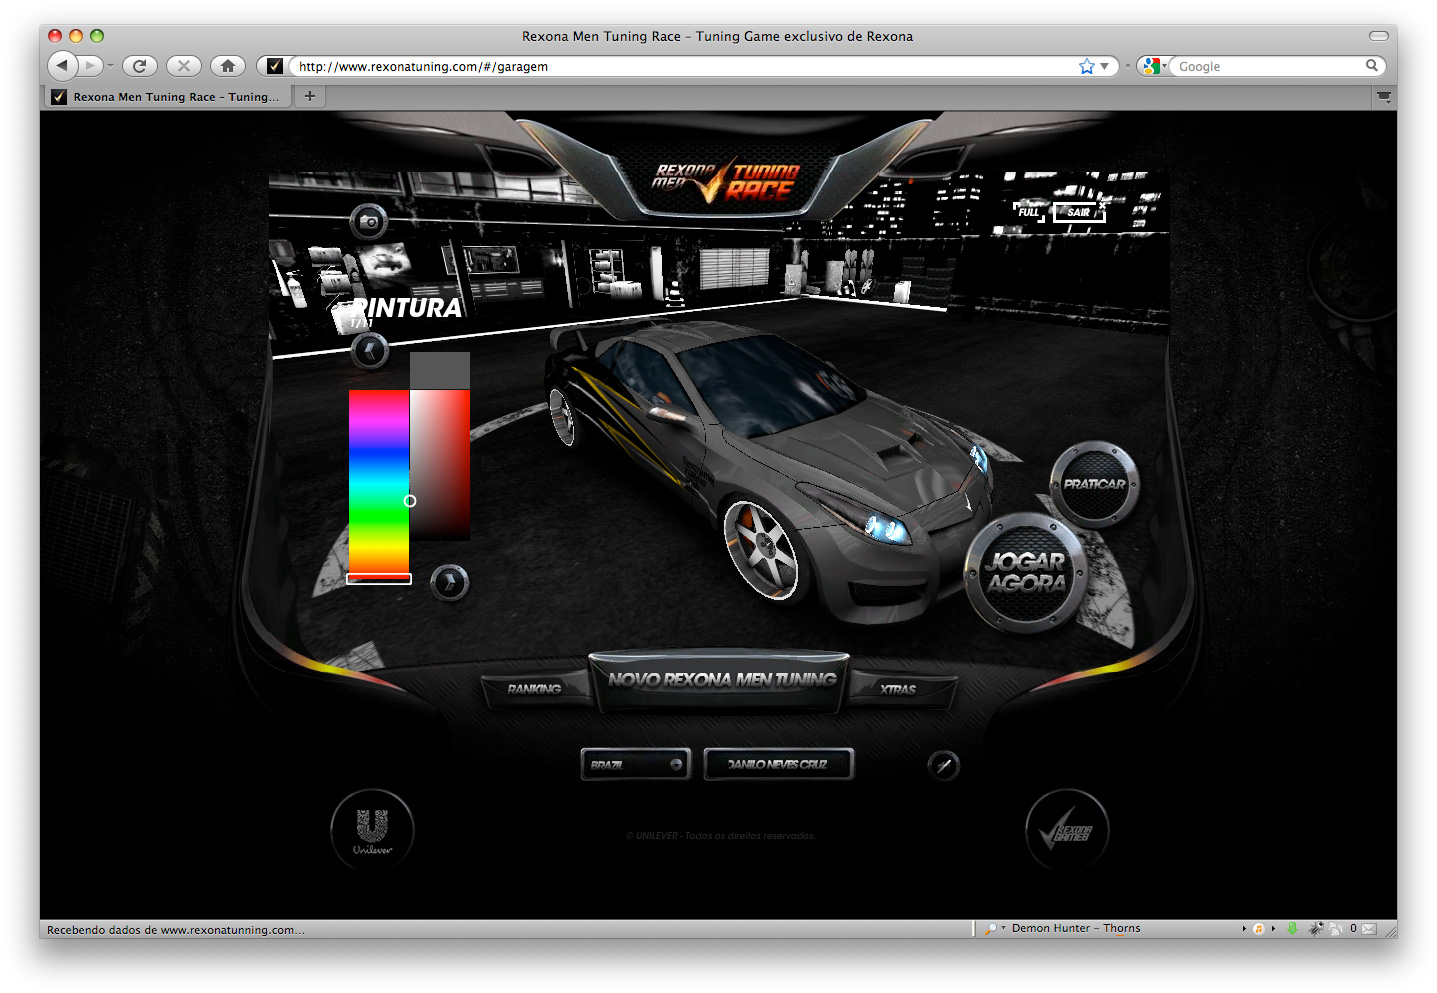 Rexona Men Tuning Race – Tuning Game exclusivo de Rexona
http://www.rexonatuning.com/#/garagem
Google
Rexona Men Tuning Race – Tuning...
REXONA MEN
TUNING RACE
FULL
SAIR
PINTURA
1/11
PRATICAR
JOGAR AGORA
RANKING
NOVO REXONA MEN TUNING
XTRAS
BRAZIL
DANILO NEVES CRUZ
Unilever
© UNILEVER - Todos os direitos reservados.
REXONA GAMES
Recebendo dados de www.rexonatunning.com...
Demon Hunter – Thorns
0